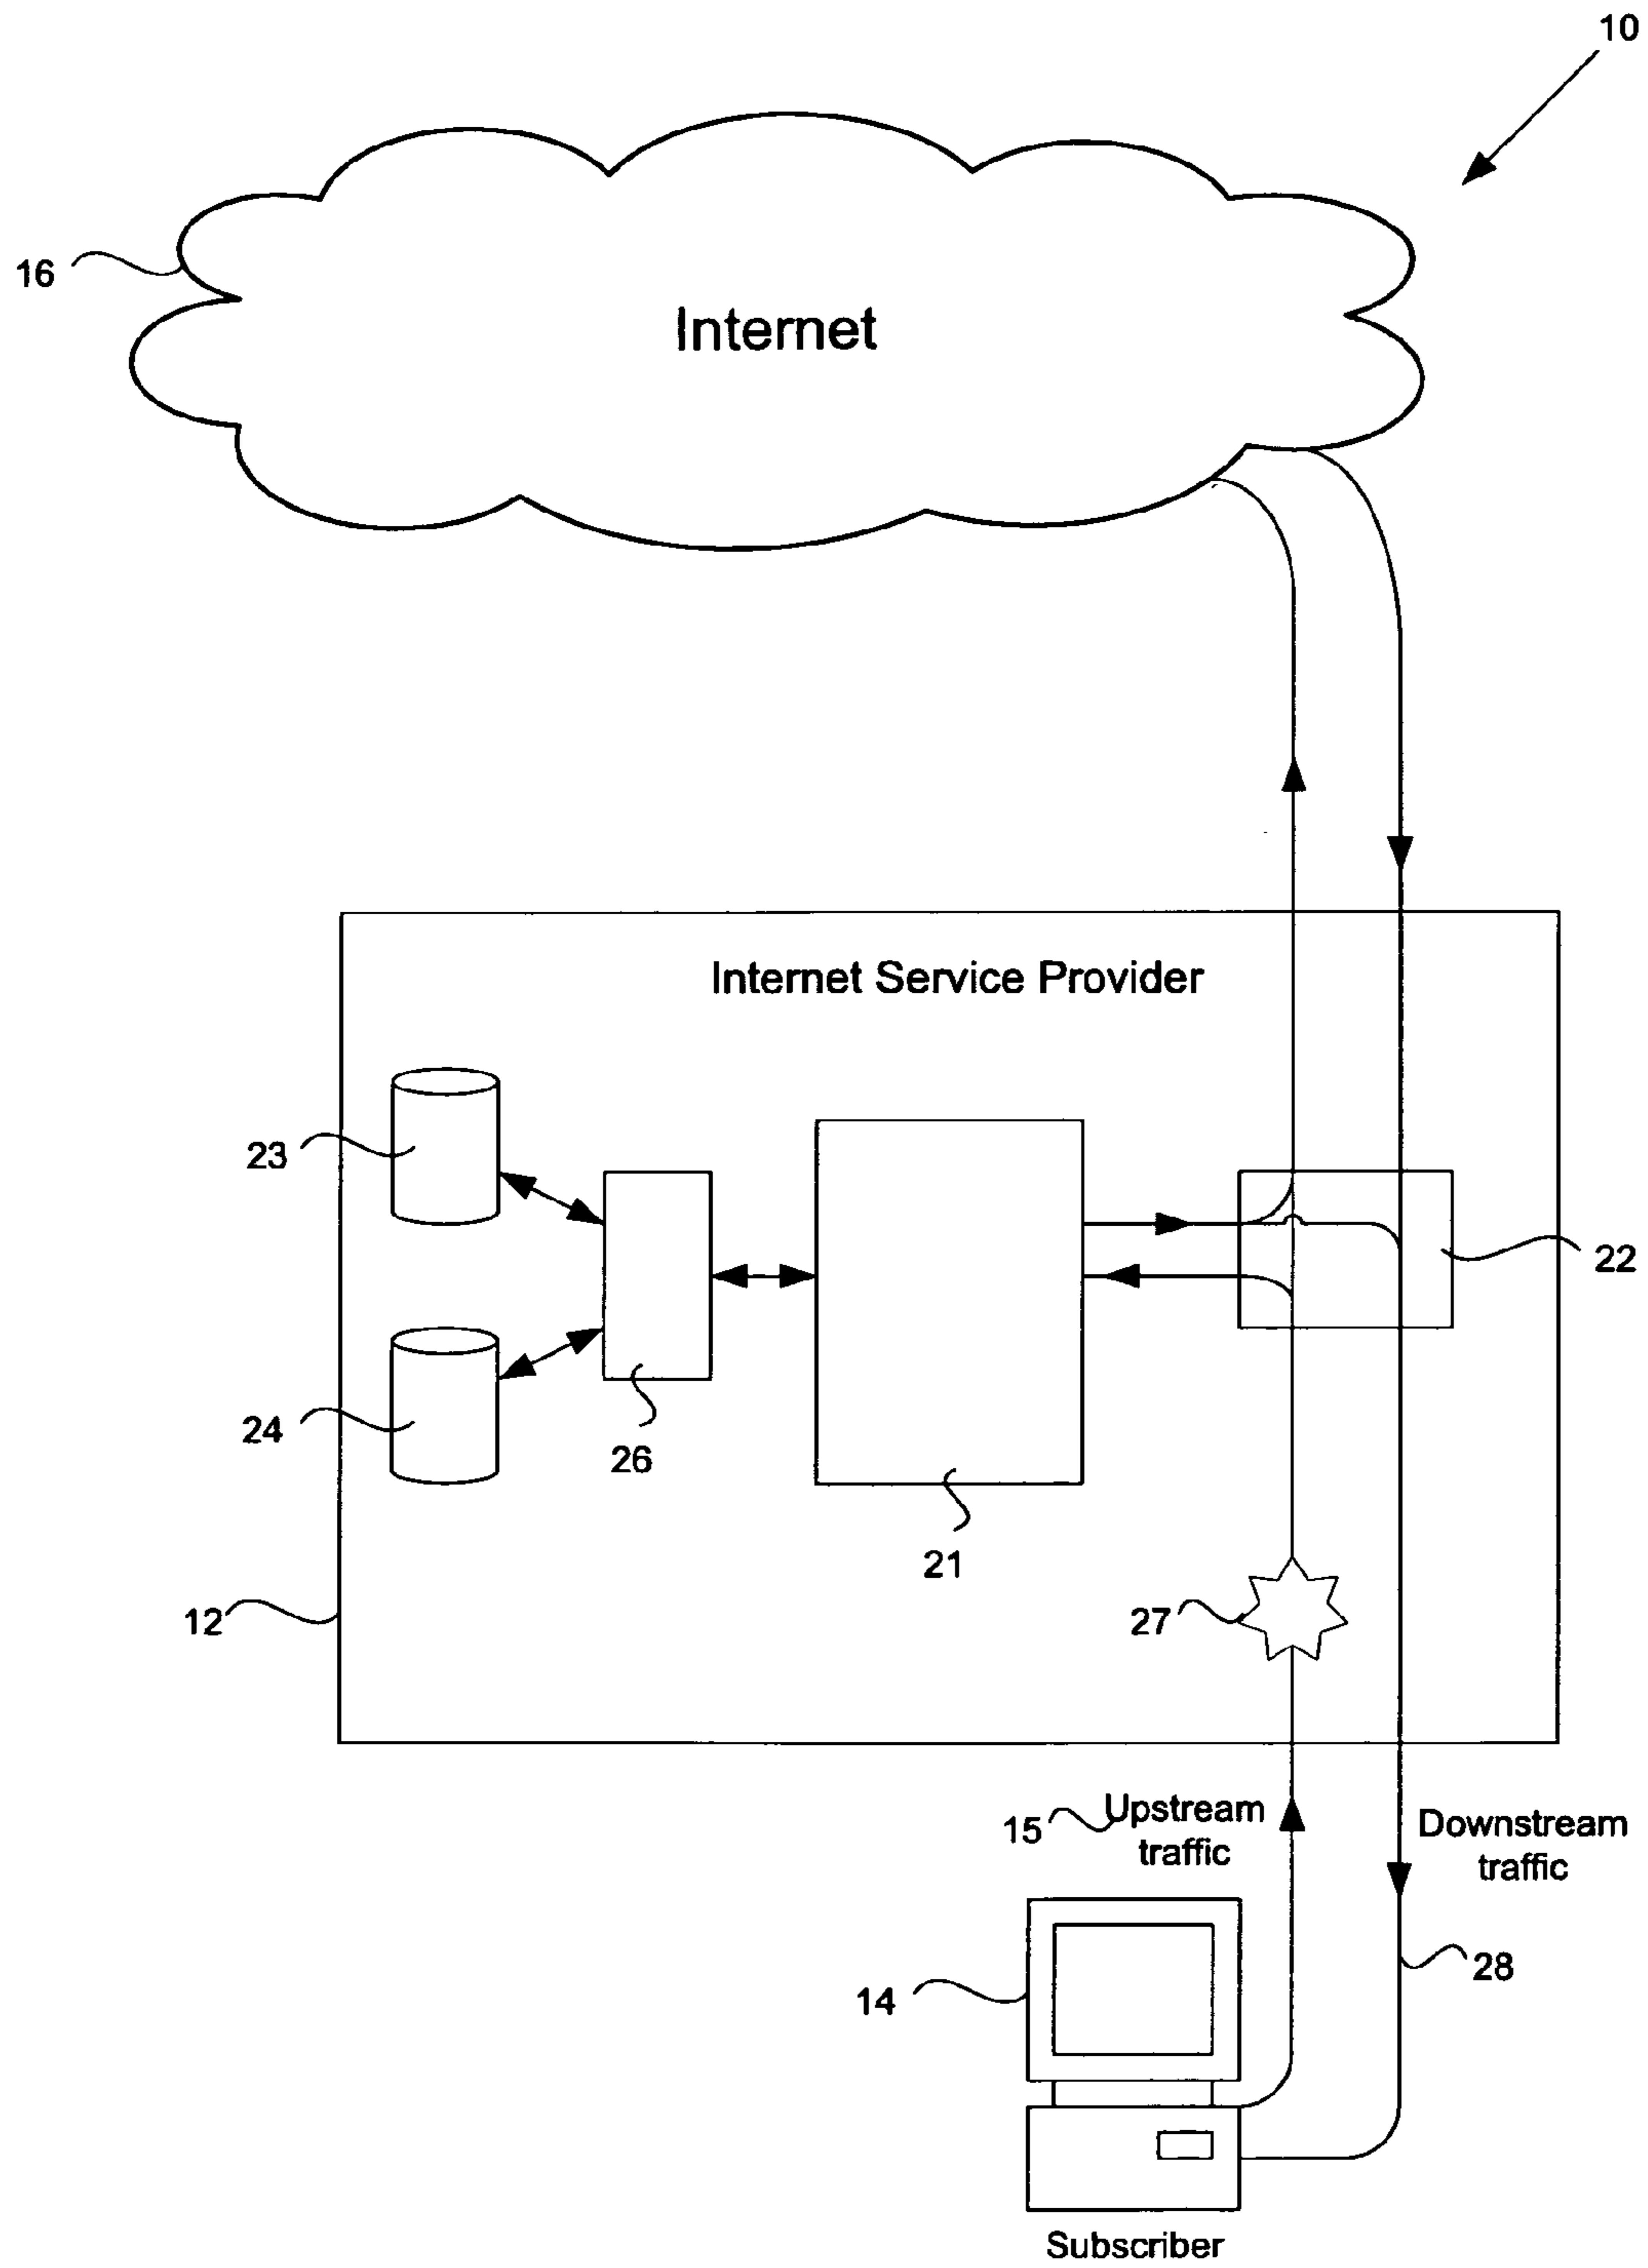 10
16
Internet
Internet Service Provider
23
22
24
26
21
12
27
15
Upstream
traffic
Downstream
traffic
28
14
Subscriber